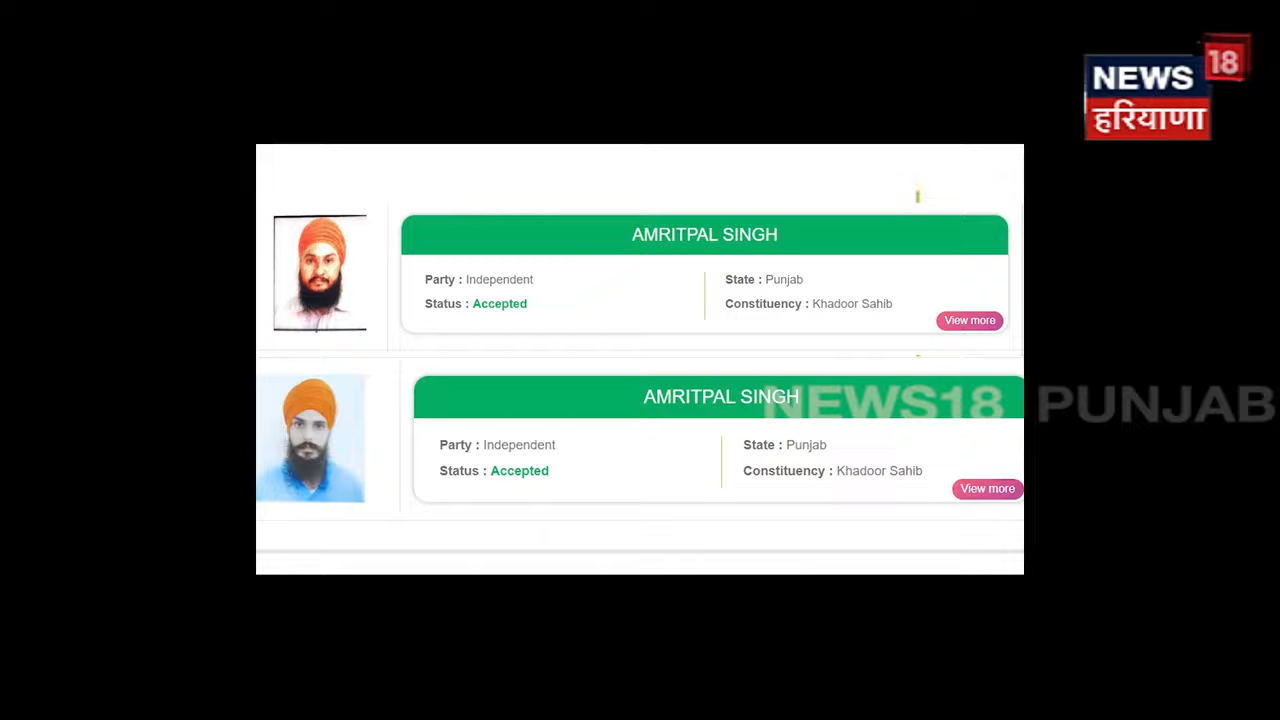 NEWS 18
हरियाणा
AMRITPAL SINGH
Party : Independent
State : Punjab
Status : Accepted
Constituency : Khadoor Sahib
View more
AMRITPAL SINGH
NEWS18 PUNJAB
Party : Independent
State : Punjab
Status : Accepted
Constituency : Khadoor Sahib
View more